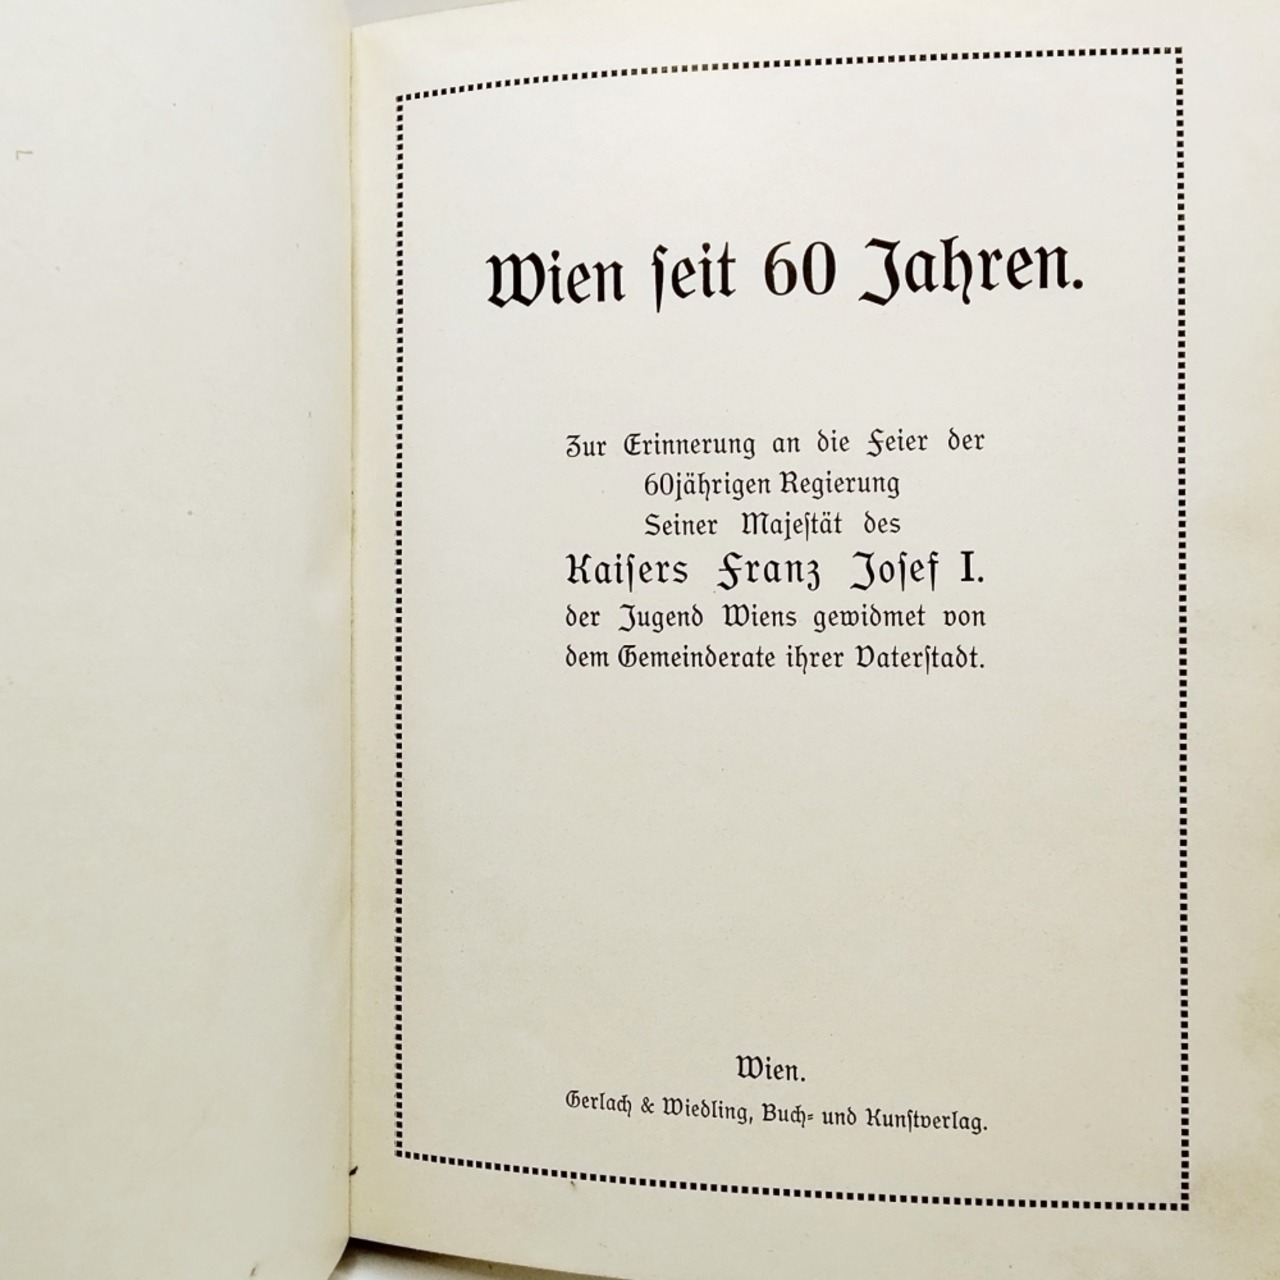 Wien ſeit 60 Jahren.
Zur Erinnerung an die Feier der
60jährigen Regierung
Seiner Majeſtät des
Kaiſers Franz Joſef I.
der Jugend Wiens gewidmet von
dem Gemeinderate ihrer Vaterſtadt.
Wien.
Gerlach & Wiedling, Buch- und Kunſtverlag.